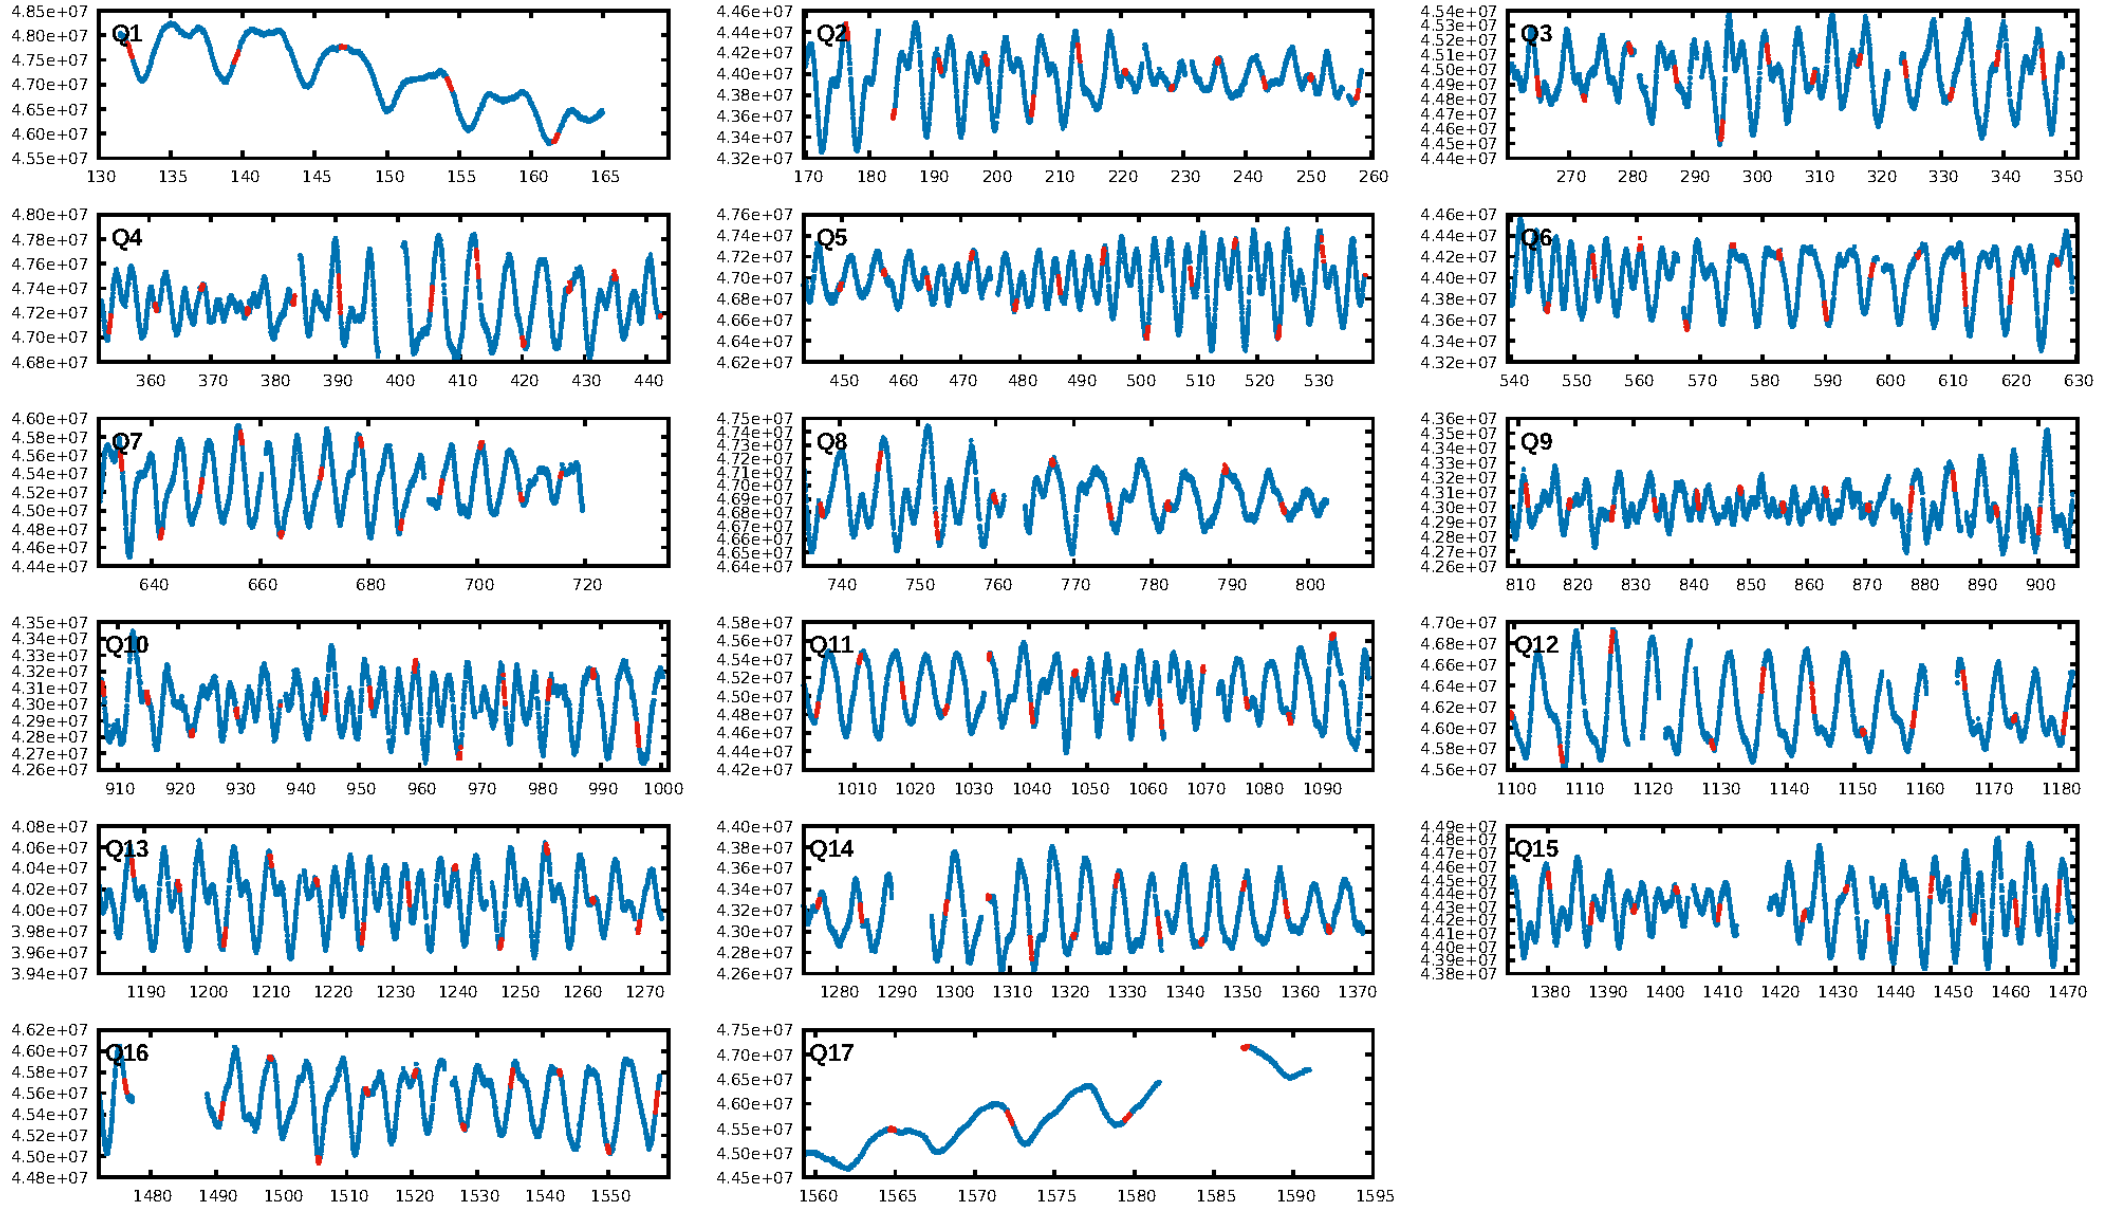 4.85e+07 4.80e+07 4.75e+07 4.70e+07 4.65e+07 4.60e+07 4.55e+07
Q1
130 135 140 145 150 155 160 165
4.46e+07 4.44e+07 4.42e+07 4.40e+07 4.38e+07 4.36e+07 4.34e+07 4.32e+07
Q2
170 180 190 200 210 220 230 240 250 260
4.54e+07 4.53e+07 4.52e+07 4.51e+07 4.50e+07 4.49e+07 4.48e+07 4.47e+07 4.46e+07 4.45e+07 4.44e+07
Q3
270 280 290 300 310 320 330 340 350
4.80e+07 4.78e+07 4.76e+07 4.74e+07 4.72e+07 4.70e+07 4.68e+07
Q4
360 370 380 390 400 410 420 430 440
4.76e+07 4.74e+07 4.72e+07 4.70e+07 4.68e+07 4.66e+07 4.64e+07 4.62e+07
Q5
450 460 470 480 490 500 510 520 530
4.46e+07 4.44e+07 4.42e+07 4.40e+07 4.38e+07 4.36e+07 4.34e+07 4.32e+07
Q6
540 550 560 570 580 590 600 610 620 630
4.60e+07 4.58e+07 4.56e+07 4.54e+07 4.52e+07 4.50e+07 4.48e+07 4.46e+07 4.44e+07
Q7
640 660 680 700 720
4.75e+07 4.74e+07 4.73e+07 4.72e+07 4.71e+07 4.70e+07 4.69e+07 4.68e+07 4.67e+07 4.66e+07 4.65e+07 4.64e+07
Q8
740 750 760 770 780 790 800
4.36e+07 4.35e+07 4.34e+07 4.33e+07 4.32e+07 4.31e+07 4.30e+07 4.29e+07 4.28e+07 4.27e+07 4.26e+07
Q9
810 820 830 840 850 860 870 880 890 900
4.35e+07 4.34e+07 4.33e+07 4.32e+07 4.31e+07 4.30e+07 4.29e+07 4.28e+07 4.27e+07 4.26e+07
Q10
910 920 930 940 950 960 970 980 990 1000
4.58e+07 4.56e+07 4.54e+07 4.52e+07 4.50e+07 4.48e+07 4.46e+07 4.44e+07 4.42e+07
Q11
1010 1020 1030 1040 1050 1060 1070 1080 1090
4.70e+07 4.68e+07 4.66e+07 4.64e+07 4.62e+07 4.60e+07 4.58e+07 4.56e+07
Q12
1100 1110 1120 1130 1140 1150 1160 1170 1180
4.08e+07 4.06e+07 4.04e+07 4.02e+07 4.00e+07 3.98e+07 3.96e+07 3.94e+07
Q13
1190 1200 1210 1220 1230 1240 1250 1260 1270
4.40e+07 4.38e+07 4.36e+07 4.34e+07 4.32e+07 4.30e+07 4.28e+07 4.26e+07
Q14
1280 1290 1300 1310 1320 1330 1340 1350 1360 1370
4.49e+07 4.48e+07 4.47e+07 4.46e+07 4.45e+07 4.44e+07 4.43e+07 4.42e+07 4.41e+07 4.40e+07 4.39e+07 4.38e+07
Q15
1380 1390 1400 1410 1420 1430 1440 1450 1460 1470
4.62e+07 4.60e+07 4.58e+07 4.56e+07 4.54e+07 4.52e+07 4.50e+07 4.48e+07
Q16
1480 1490 1500 1510 1520 1530 1540 1550
4.75e+07 4.70e+07 4.65e+07 4.60e+07 4.55e+07 4.50e+07 4.45e+07
Q17
1560 1565 1570 1575 1580 1585 1590 1595